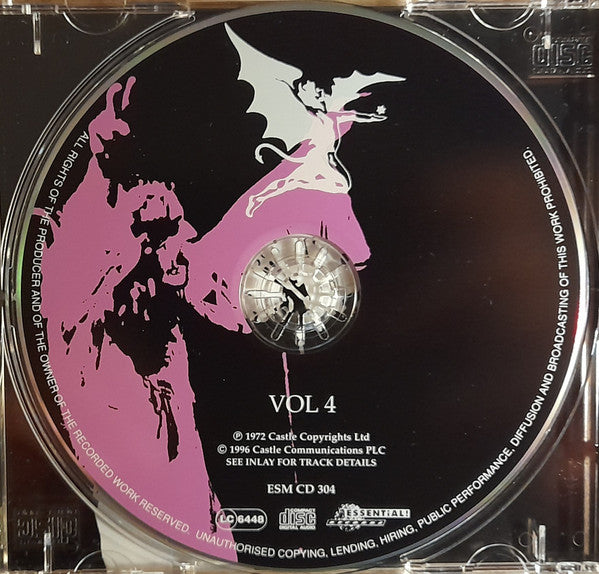 VOL 4
℗ 1972 Castle Copyrights Ltd
© 1996 Castle Communications PLC
SEE INLAY FOR TRACK DETAILS
ESM CD 304
LC 6448
COMPACT
disc
DIGITAL AUDIO
ESSENTIAL!
ALL RIGHTS OF THE PRODUCER AND OF THE OWNER OF THE RECORDED WORK RESERVED. UNAUTHORISED COPYING, LENDING, HIRING, PUBLIC PERFORMANCE, DIFFUSION AND BROADCASTING OF THIS WORK PROHIBITED.
disc